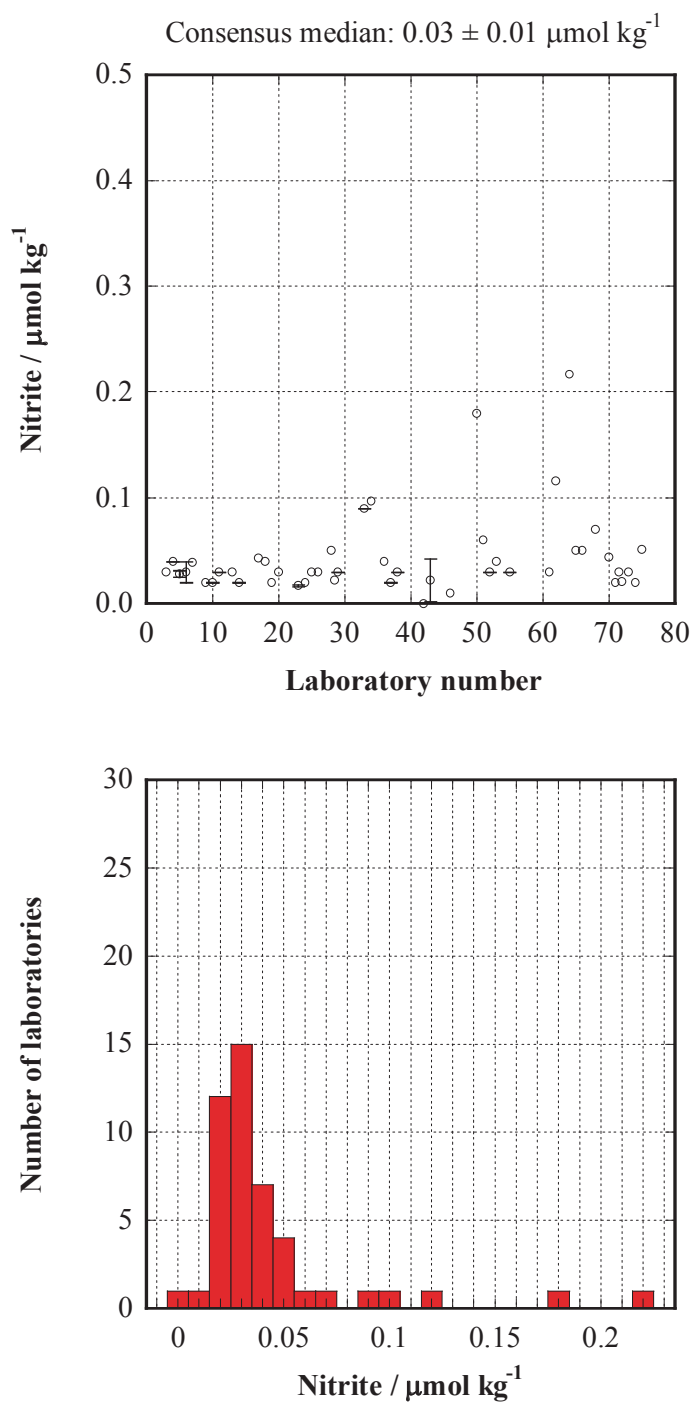 Consensus median: 0.03 ± 0.01 μmol kg-1
0.5
0.4
0.3
0.2
0.1
0.0
Nitrite / μmol kg-1
0 10 20 30 40 50 60 70 80
Laboratory number
30
25
20
15
10
5
0
Number of laboratories
0 0.05 0.1 0.15 0.2
Nitrite / μmol kg-1